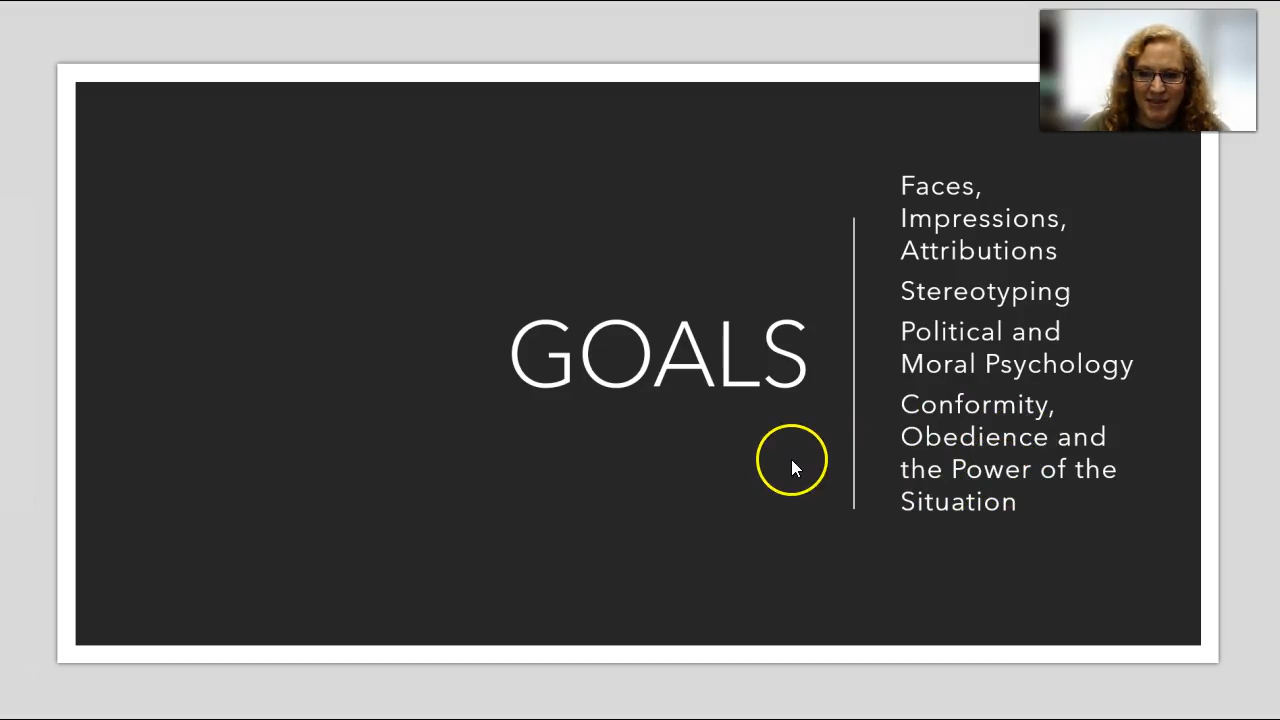 GOALS
Faces,
Impressions,
Attributions
Stereotyping
Political and
Moral Psychology
Conformity,
Obedience and
the Power of the
Situation